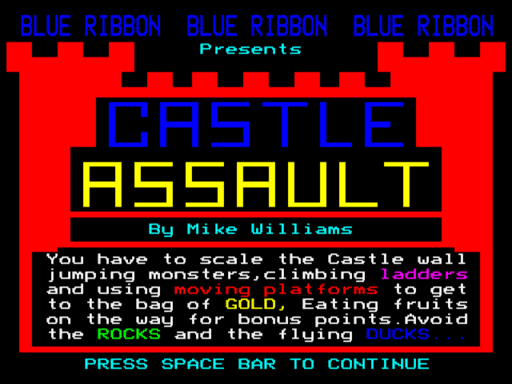 BLUE RIBBON BLUE RIBBON BLUE RIBBON
Presents
CASTLE
ASSAULT
By Mike Williams
You have to scale the Castle wall
jumping monsters,climbing ladders
and using moving platforms to get
to the bag of GOLD, Eating fruits
on the way for bonus points.Avoid
the ROCKS and the flying DUCKS...
PRESS SPACE BAR TO CONTINUE